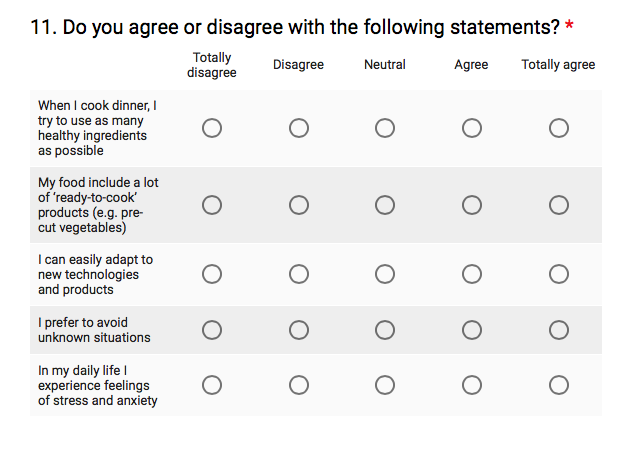 11. Do you agree or disagree with the following statements? *
Totally
disagree
Disagree
Neutral
Agree
Totally agree
When I cook dinner, I
try to use as many
healthy ingredients
as possible
My food include a lot
of ‘ready-to-cook’
products (e.g. pre-
cut vegetables)
I can easily adapt to
new technologies
and products
I prefer to avoid
unknown situations
In my daily life I
experience feelings
of stress and anxiety